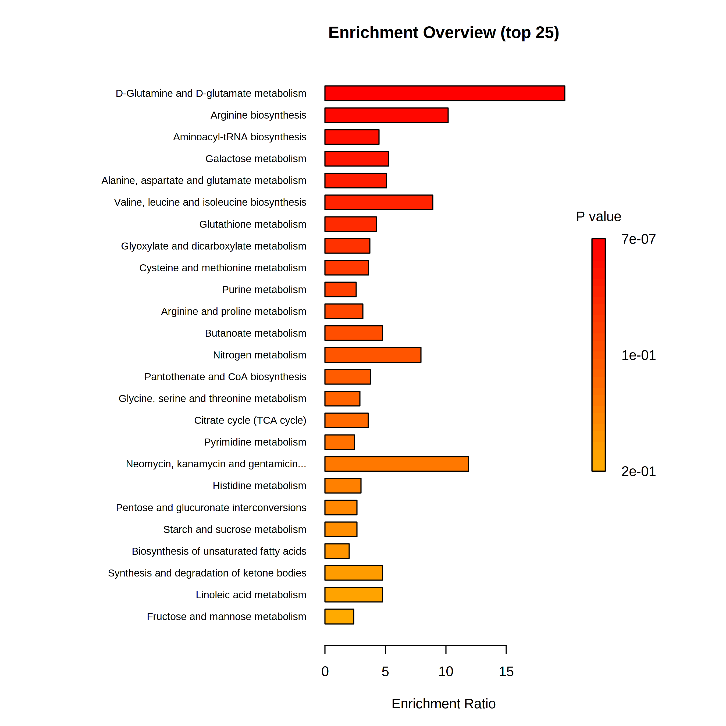 Enrichment Overview (top 25)
D-Glutamine and D-glutamate metabolism
Arginine biosynthesis
Aminoacyl-tRNA biosynthesis
Galactose metabolism
Alanine, aspartate and glutamate metabolism
Valine, leucine and isoleucine biosynthesis
Glutathione metabolism
Glyoxylate and dicarboxylate metabolism
Cysteine and methionine metabolism
Purine metabolism
Arginine and proline metabolism
Butanoate metabolism
Nitrogen metabolism
Pantothenate and CoA biosynthesis
Glycine, serine and threonine metabolism
Citrate cycle (TCA cycle)
Pyrimidine metabolism
Neomycin, kanamycin and gentamicin...
Histidine metabolism
Pentose and glucuronate interconversions
Starch and sucrose metabolism
Biosynthesis of unsaturated fatty acids
Synthesis and degradation of ketone bodies
Linoleic acid metabolism
Fructose and mannose metabolism
0 5 10 15
Enrichment Ratio
P value
7e-07
1e-01
2e-01